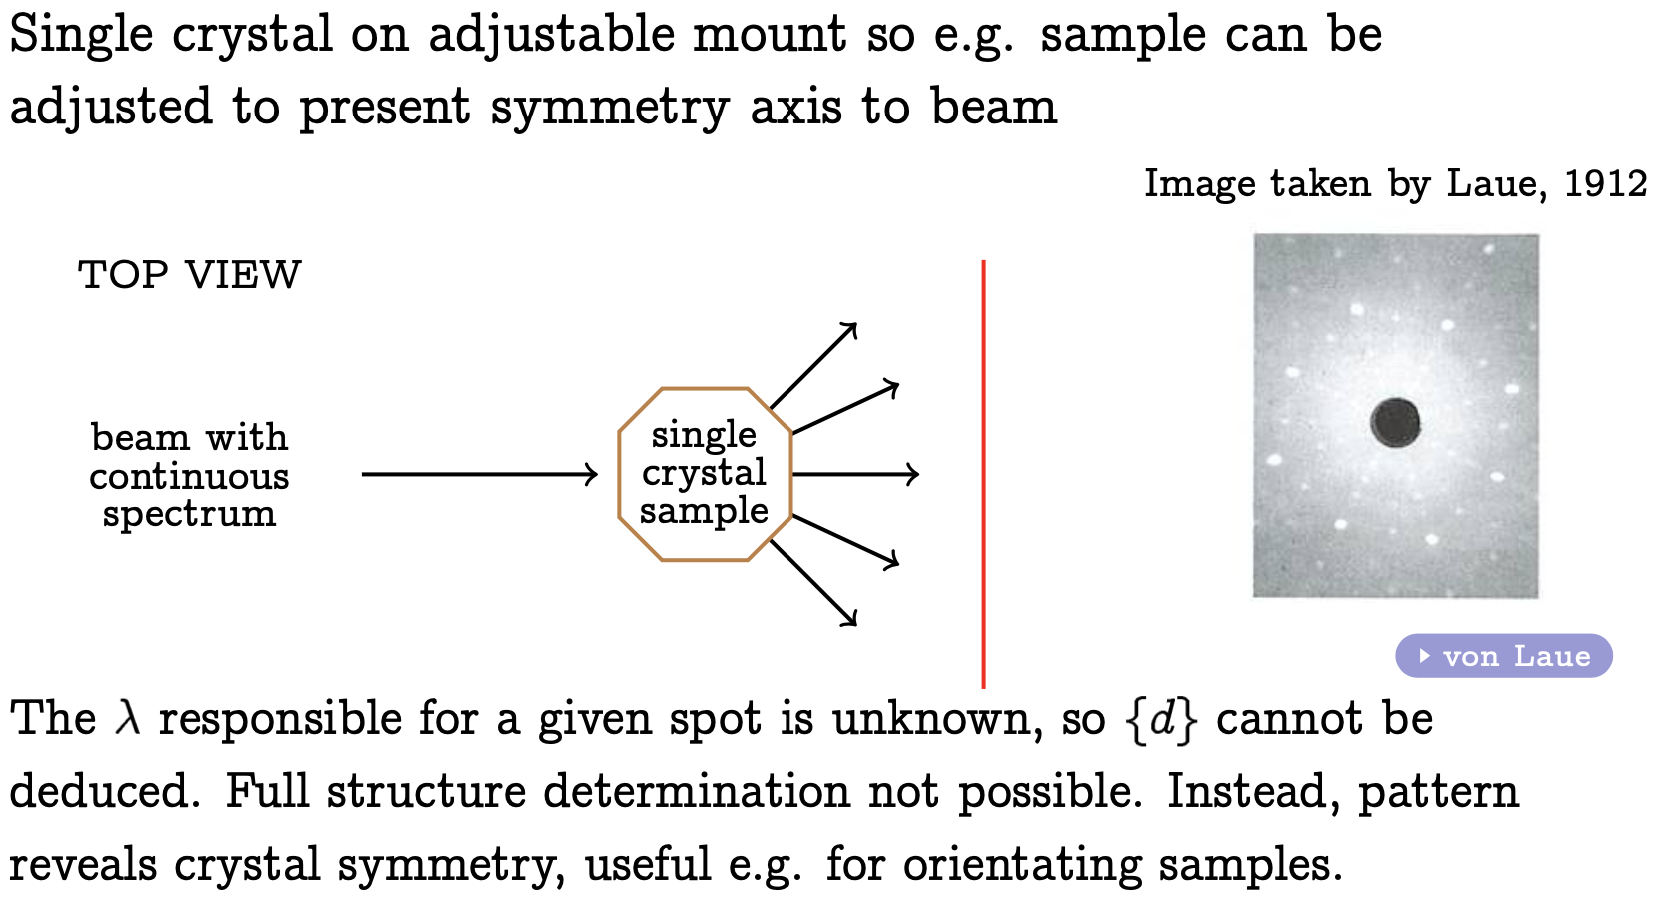 Single crystal on adjustable mount so e.g. sample can be
adjusted to present symmetry axis to beam
Image taken by Laue, 1912
TOP VIEW
beam with
continuous
spectrum
single
crystal
sample
von Laue
The λ responsible for a given spot is unknown, so {d} cannot be
deduced. Full structure determination not possible. Instead, pattern
reveals crystal symmetry, useful e.g. for orientating samples.